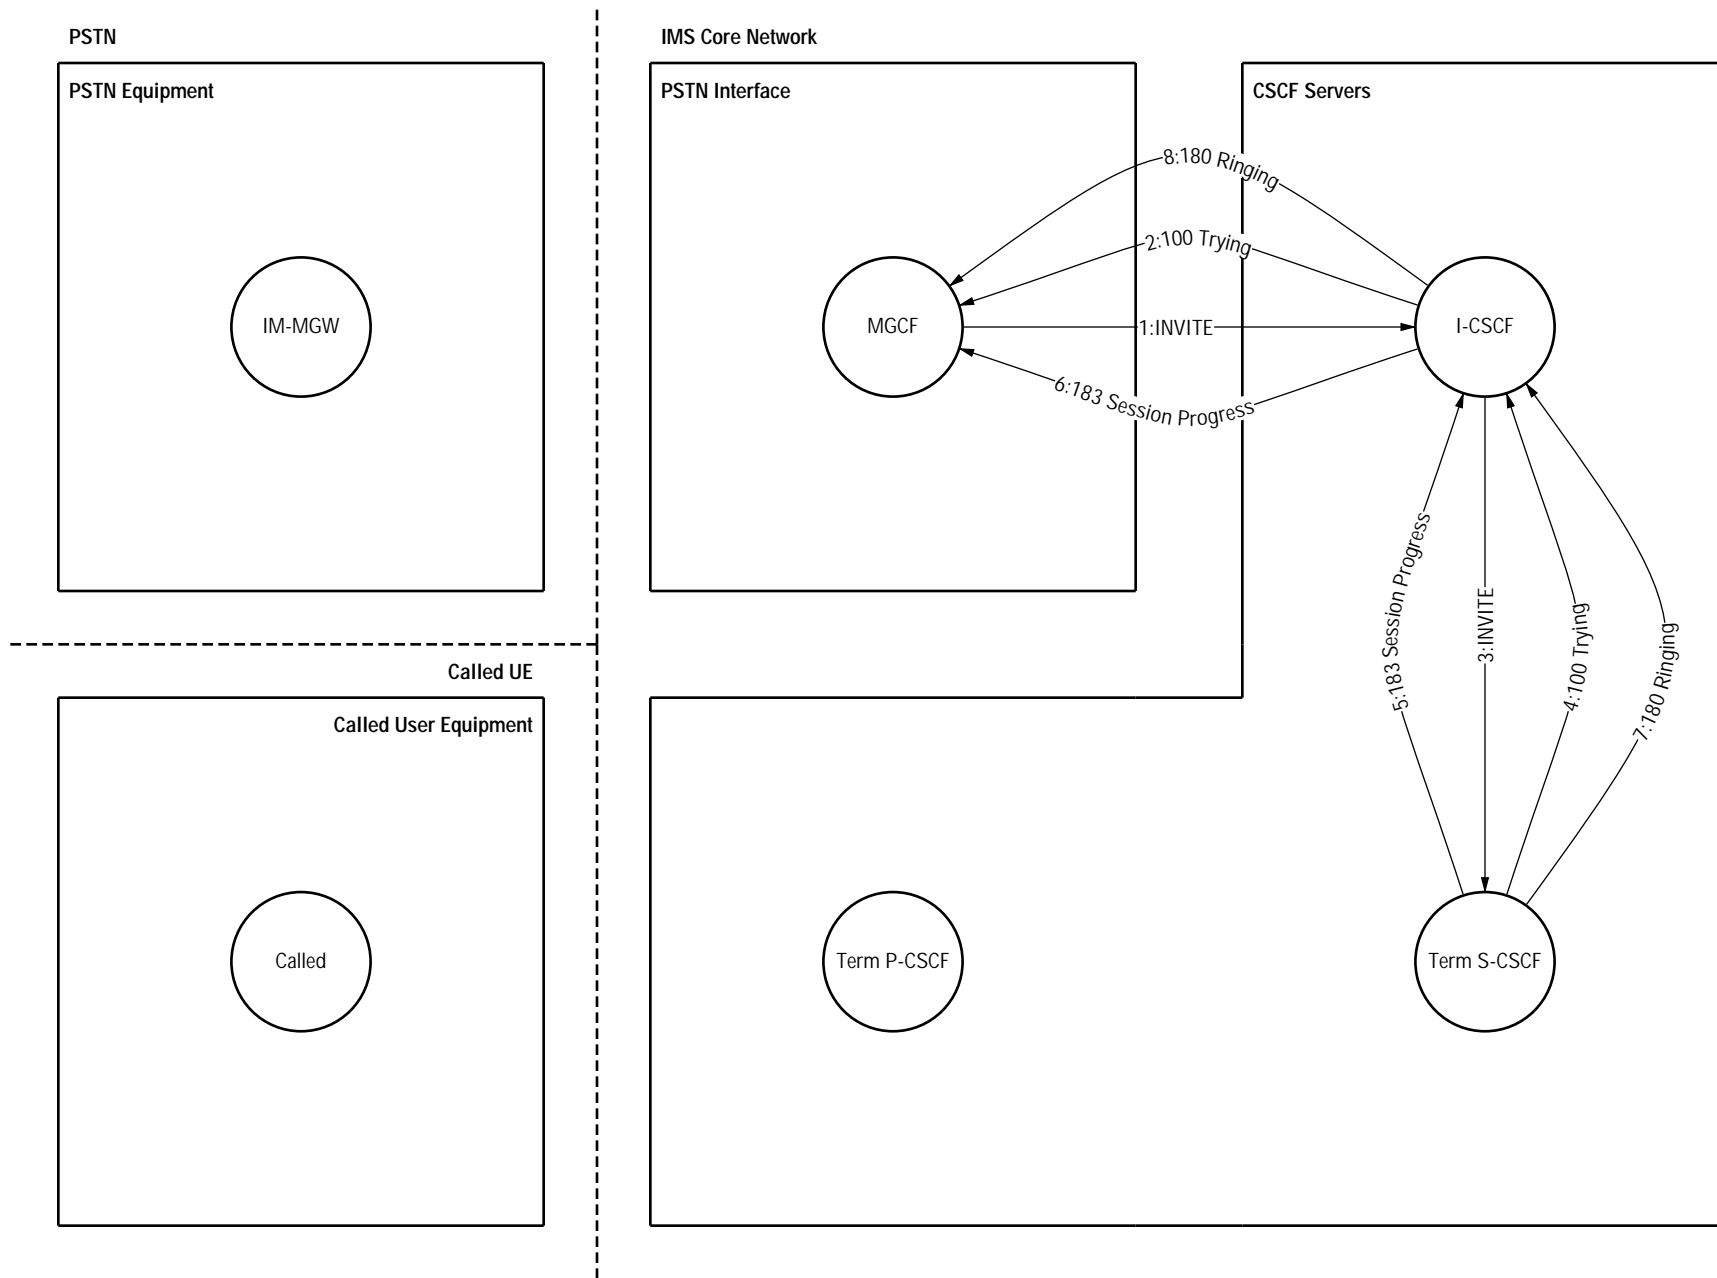 PSTN
IMS Core Network
PSTN Equipment
PSTN Interface
CSCF Servers
8:180 Ringing
2:100 Trying
IM-MGW
MGCF
1:INVITE
I-CSCF
6:183 Session Progress
5:183 Session Progress
3:INVITE
4:100 Trying
7:180 Ringing
Called UE
Called User Equipment
Called
Term P-CSCF
Term S-CSCF